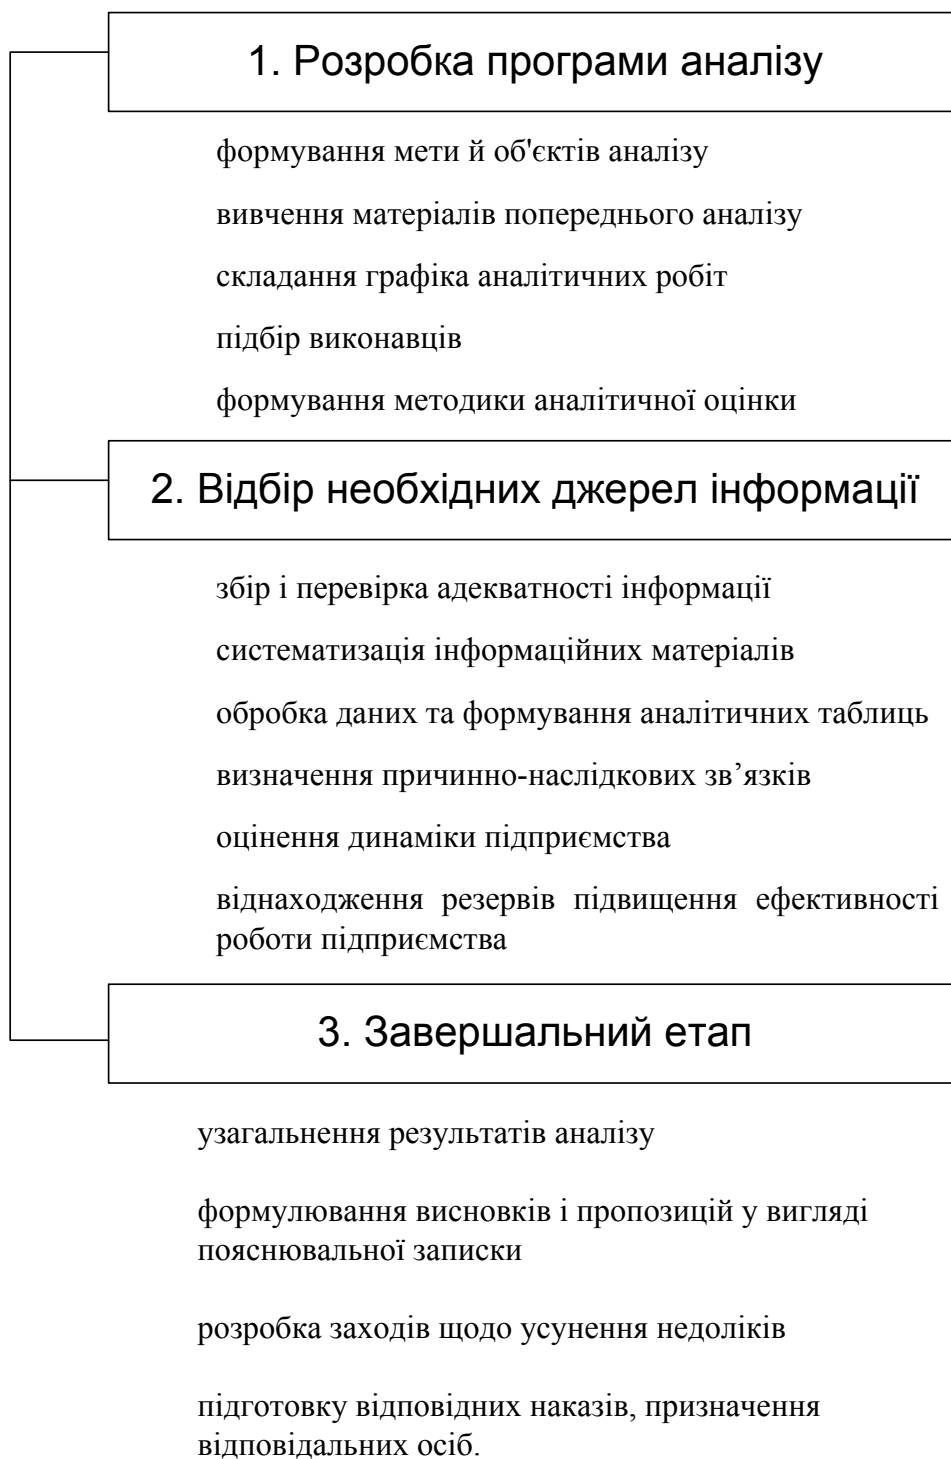 1. Розробка програми аналізу
формування мети й об'єктів аналізу
вивчення матеріалів попереднього аналізу
складання графіка аналітичних робіт
підбір виконавців
формування методики аналітичної оцінки
2. Відбір необхідних джерел інформації
збір і перевірка адекватності інформації
систематизація інформаційних матеріалів
обробка даних та формування аналітичних таблиць
визначення причинно-наслідкових зв’язків
оцінення динаміки підприємства
віднаходження резервів підвищення ефективності
роботи підприємства
3. Завершальний етап
узагальнення результатів аналізу
формулювання висновків і пропозицій у вигляді
пояснювальної записки
розробка заходів щодо усунення недоліків
підготовку відповідних наказів, призначення
відповідальних осіб.